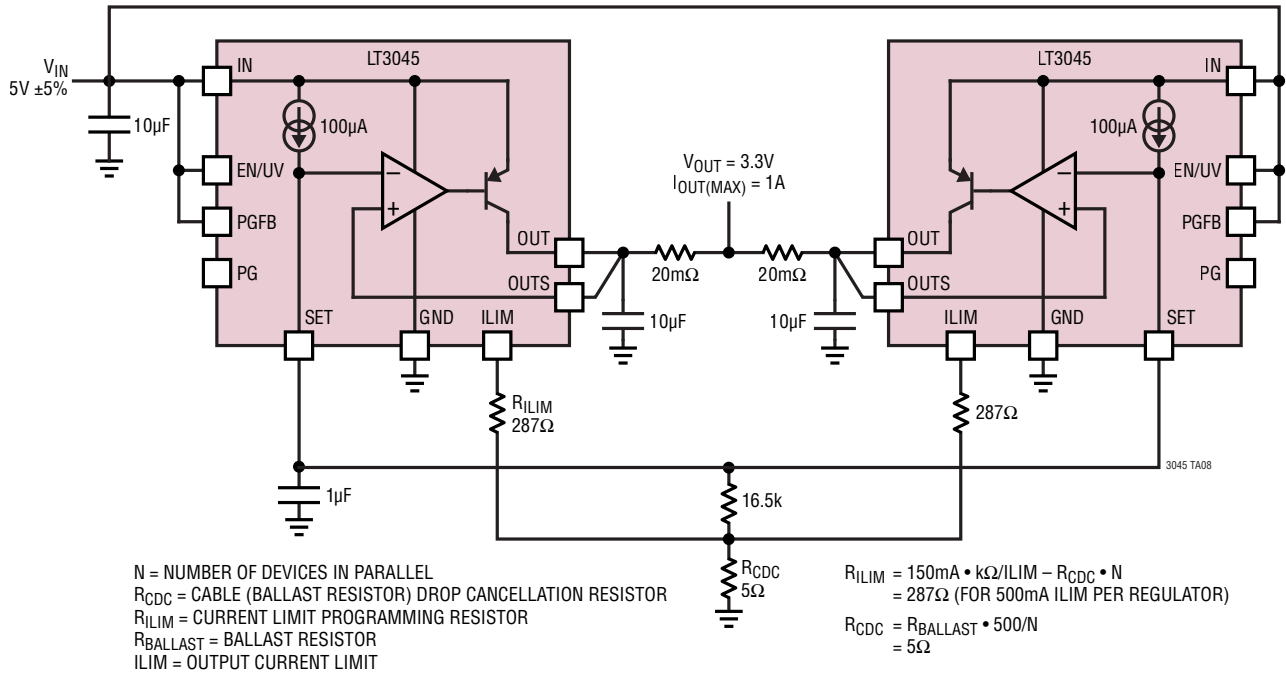 LT3045
LT3045
V_IN
5V ±5%
IN
IN
10µF
100µA
100µA
EN/UV
EN/UV
PGFB
PGFB
PG
PG
−
+
−
+
V_OUT = 3.3V
I_OUT(MAX) = 1A
OUT
OUT
20mΩ
20mΩ
OUTS
OUTS
10µF
10µF
SET
GND
ILIM
ILIM
GND
SET
R_ILIM
287Ω
287Ω
3045 TA08
1µF
16.5k
R_CDC
5Ω
N = NUMBER OF DEVICES IN PARALLEL
R_CDC = CABLE (BALLAST RESISTOR) DROP CANCELLATION RESISTOR
R_ILIM = CURRENT LIMIT PROGRAMMING RESISTOR
R_BALLAST = BALLAST RESISTOR
ILIM = OUTPUT CURRENT LIMIT
R_ILIM = 150mA • kΩ/ILIM – R_CDC • N
= 287Ω (FOR 500mA ILIM PER REGULATOR)
R_CDC = R_BALLAST • 500/N
= 5Ω